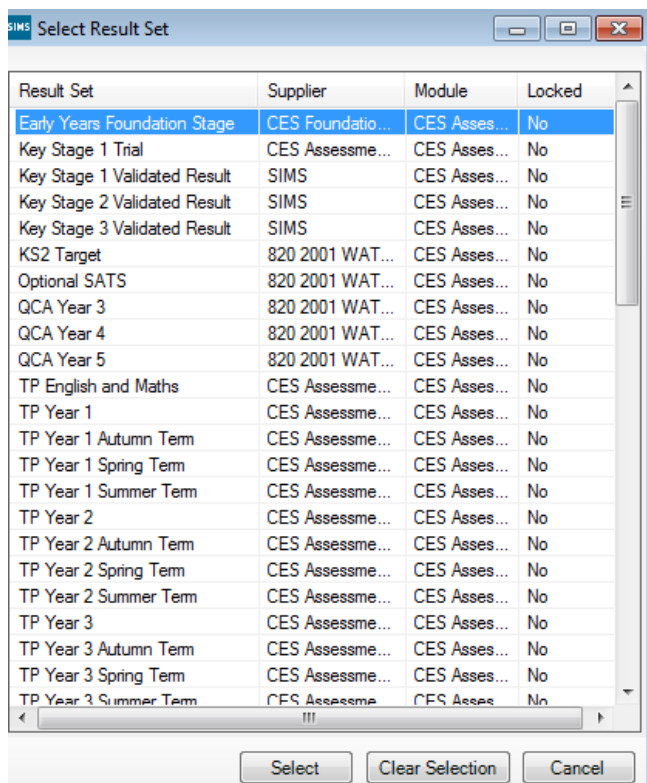 SIMS Select Result Set
Result Set Supplier Module Locked
Early Years Foundation Stage CES Foundatio... CES Asses... No
Key Stage 1 Trial CES Assessme... CES Asses... No
Key Stage 1 Validated Result SIMS CES Asses... No
Key Stage 2 Validated Result SIMS CES Asses... No
Key Stage 3 Validated Result SIMS CES Asses... No
KS2 Target 820 2001 WAT... CES Asses... No
Optional SATS 820 2001 WAT... CES Asses... No
QCA Year 3 820 2001 WAT... CES Asses... No
QCA Year 4 820 2001 WAT... CES Asses... No
QCA Year 5 820 2001 WAT... CES Asses... No
TP English and Maths CES Assessme... CES Asses... No
TP Year 1 CES Assessme... CES Asses... No
TP Year 1 Autumn Term CES Assessme... CES Asses... No
TP Year 1 Spring Term CES Assessme... CES Asses... No
TP Year 1 Summer Term CES Assessme... CES Asses... No
TP Year 2 CES Assessme... CES Asses... No
TP Year 2 Autumn Term CES Assessme... CES Asses... No
TP Year 2 Spring Term CES Assessme... CES Asses... No
TP Year 2 Summer Term CES Assessme... CES Asses... No
TP Year 3 CES Assessme... CES Asses... No
TP Year 3 Autumn Term CES Assessme... CES Asses... No
TP Year 3 Spring Term CES Assessme... CES Asses... No
TP Year 3 Summer Term CES Assessme... CES Asses... No
Select Clear Selection Cancel